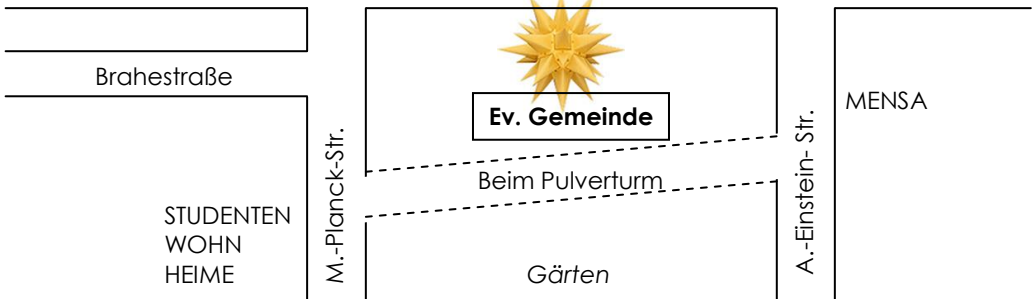 Brahestraße
MENSA
Ev. Gemeinde
M.-Planck-Str.
A.-Einstein- Str.
Beim Pulverturm
STUDENTEN
WOHN
HEIME
Gärten